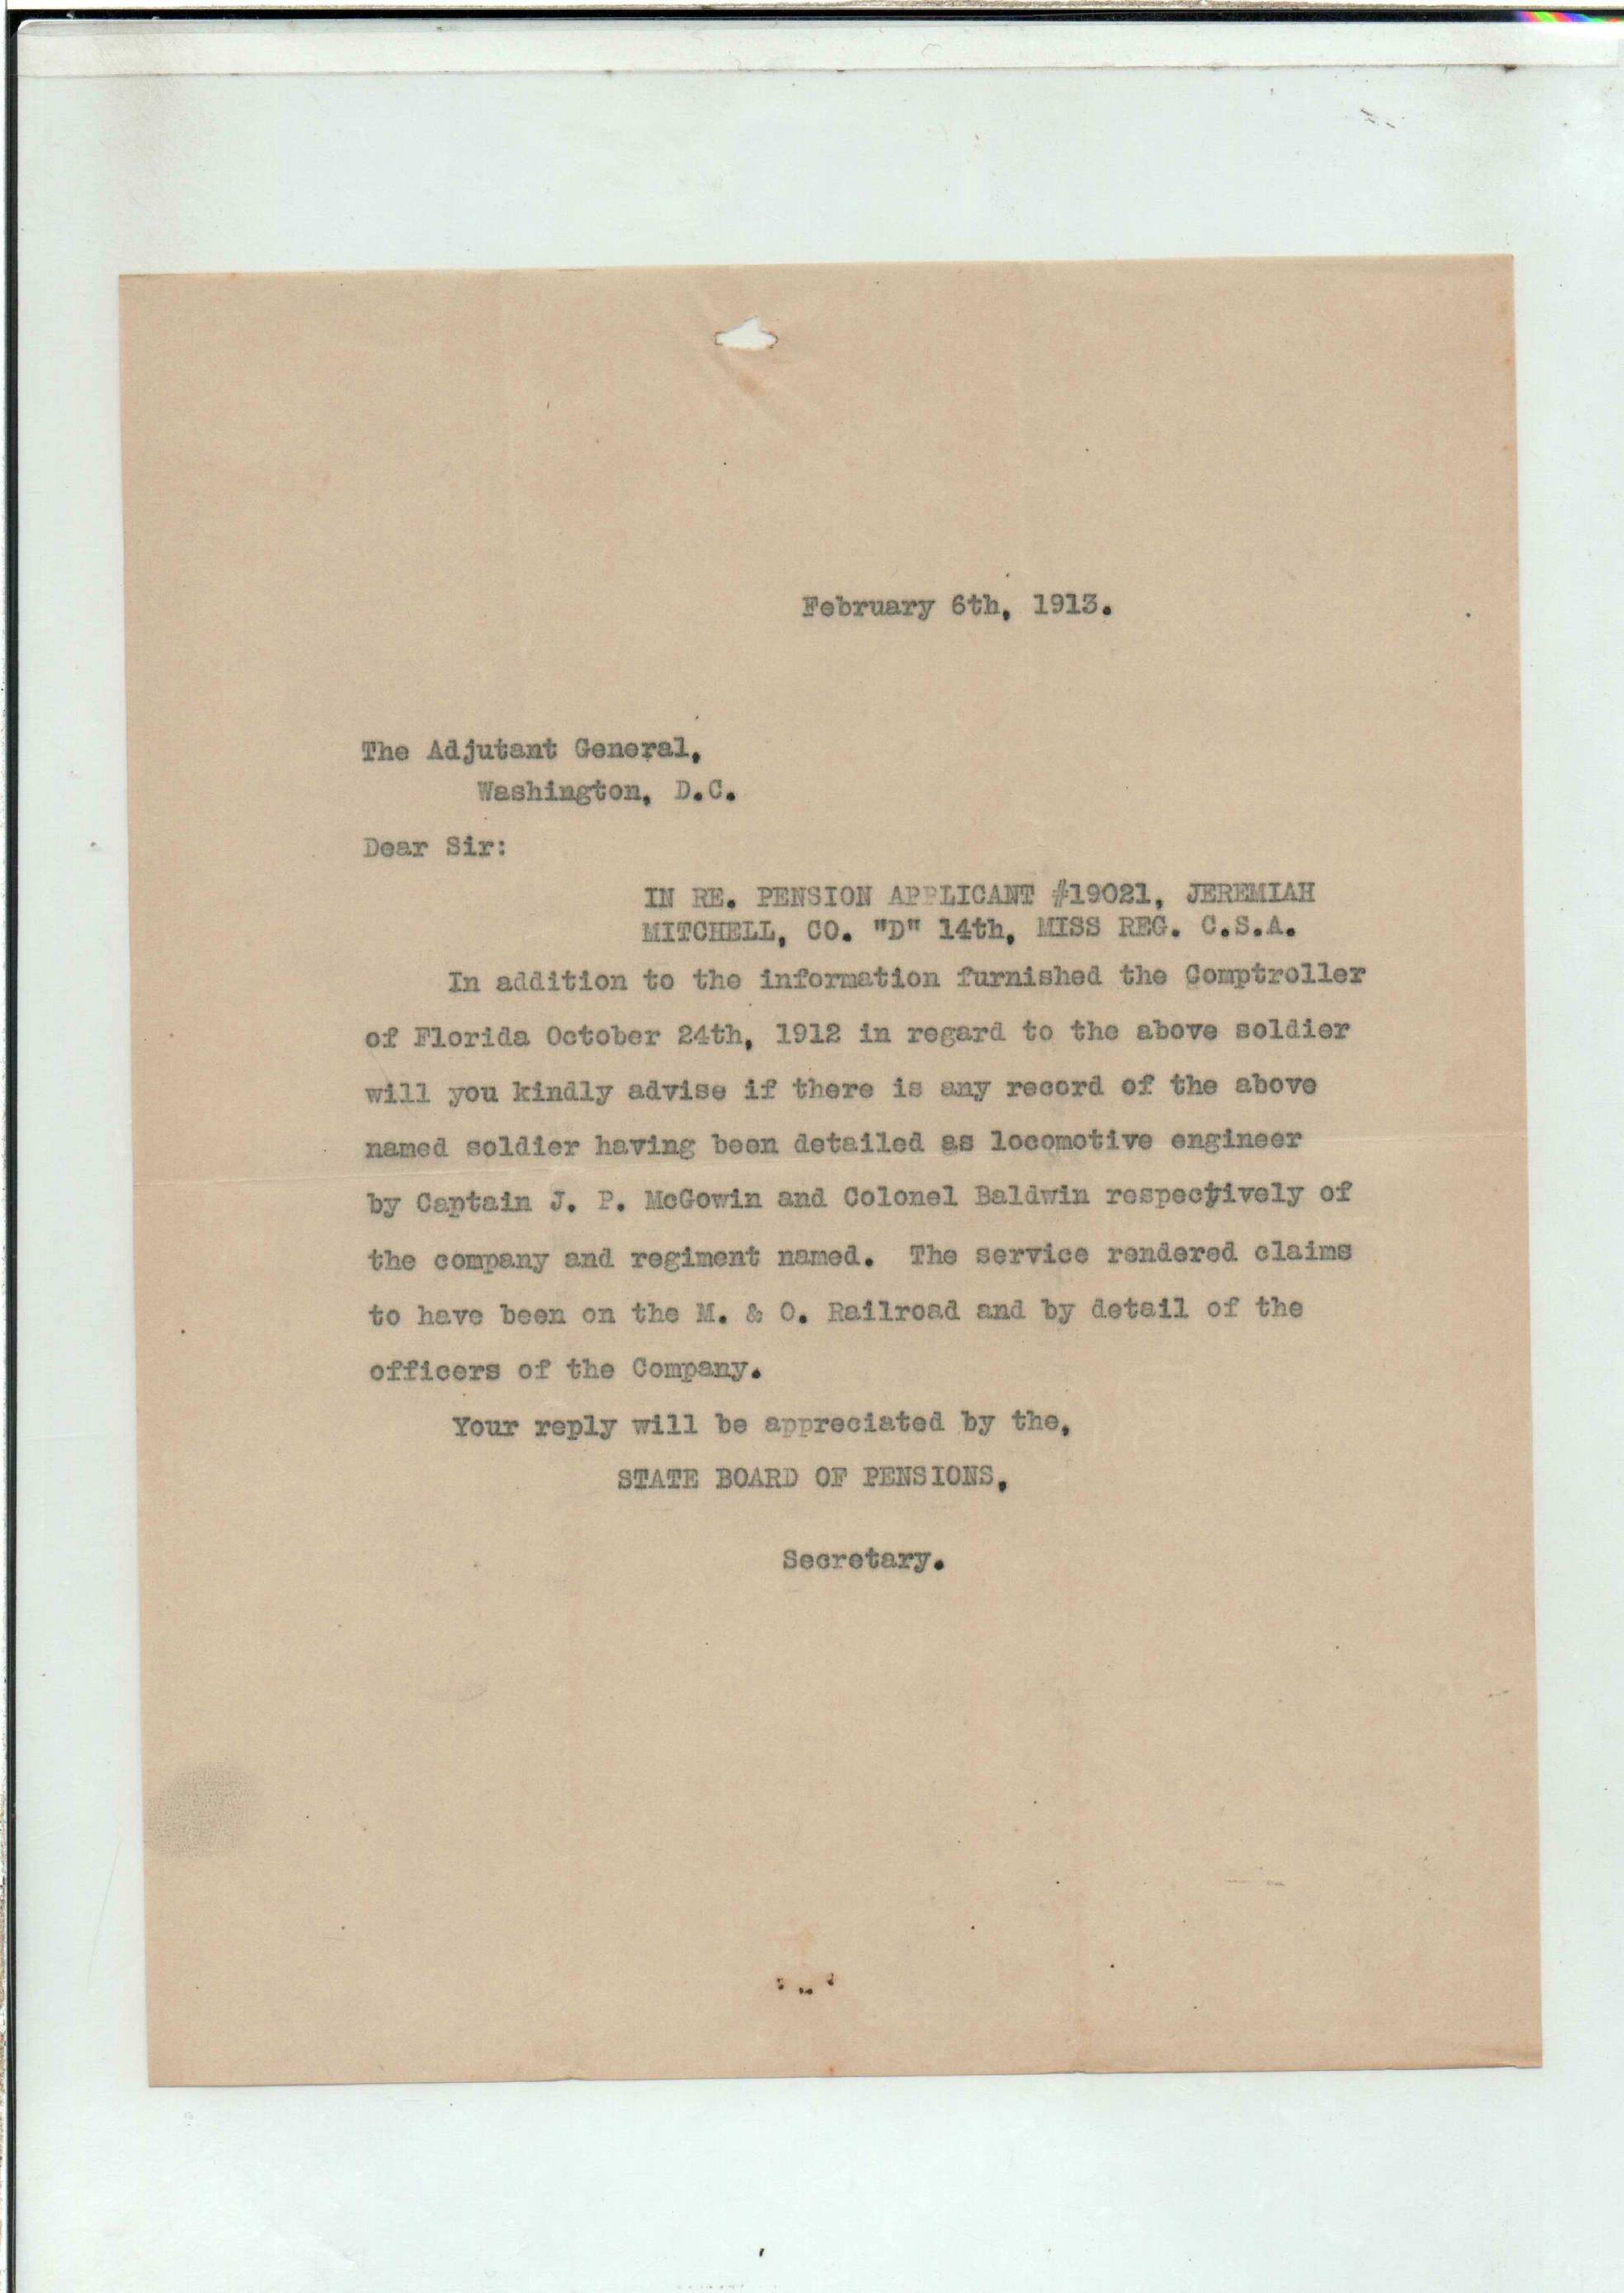 February 6th, 1913.
The Adjutant General,
Washington, D.C.
Dear Sir:
IN RE. PENSION APPLICANT #19021, JEREMIAH
MITCHELL, CO. "D" 14th, MISS REG. C.S.A.
In addition to the information furnished the Comptroller
of Florida October 24th, 1912 in regard to the above soldier
will you kindly advise if there is any record of the above
named soldier having been detailed as locomotive engineer
by Captain J. P. McGowin and Colonel Baldwin respectively of
the company and regiment named. The service rendered claims
to have been on the M. & O. Railroad and by detail of the
officers of the Company.
Your reply will be appreciated by the,
STATE BOARD OF PENSIONS,
Secretary.